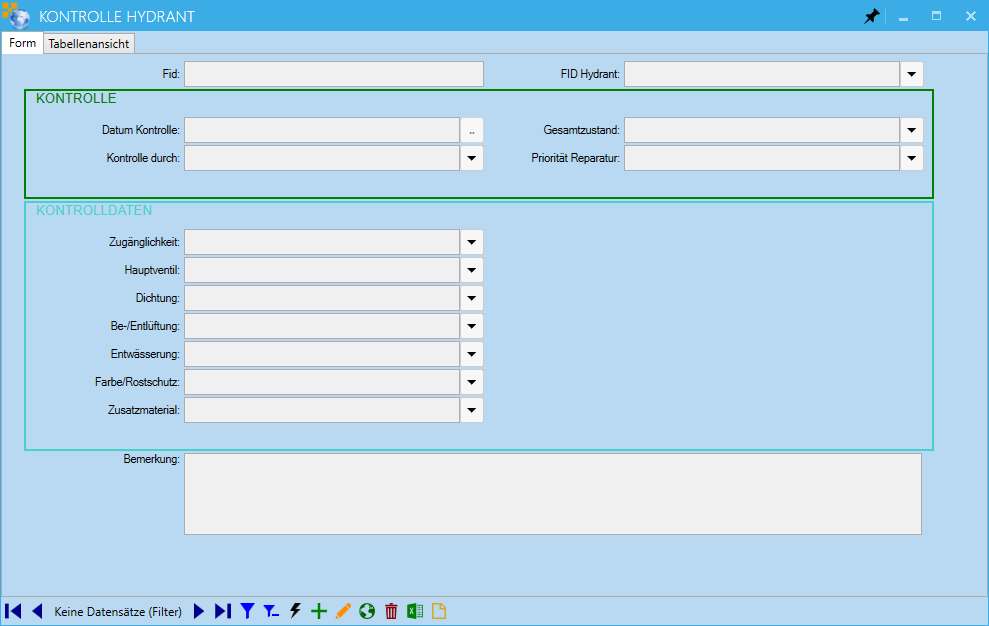 KONTROLLE HYDRANT
Form Tabellenansicht
Fid: FID Hydrant:
KONTROLLE
Datum Kontrolle: .. Gesamtzustand:
Kontrolle durch: Priorität Reparatur:
KONTROLLDATEN
Zugänglichkeit:
Hauptventil:
Dichtung:
Be-/Entlüftung:
Entwässerung:
Farbe/Rostschutz:
Zusatzmaterial:
Bemerkung:
Keine Datensätze (Filter)